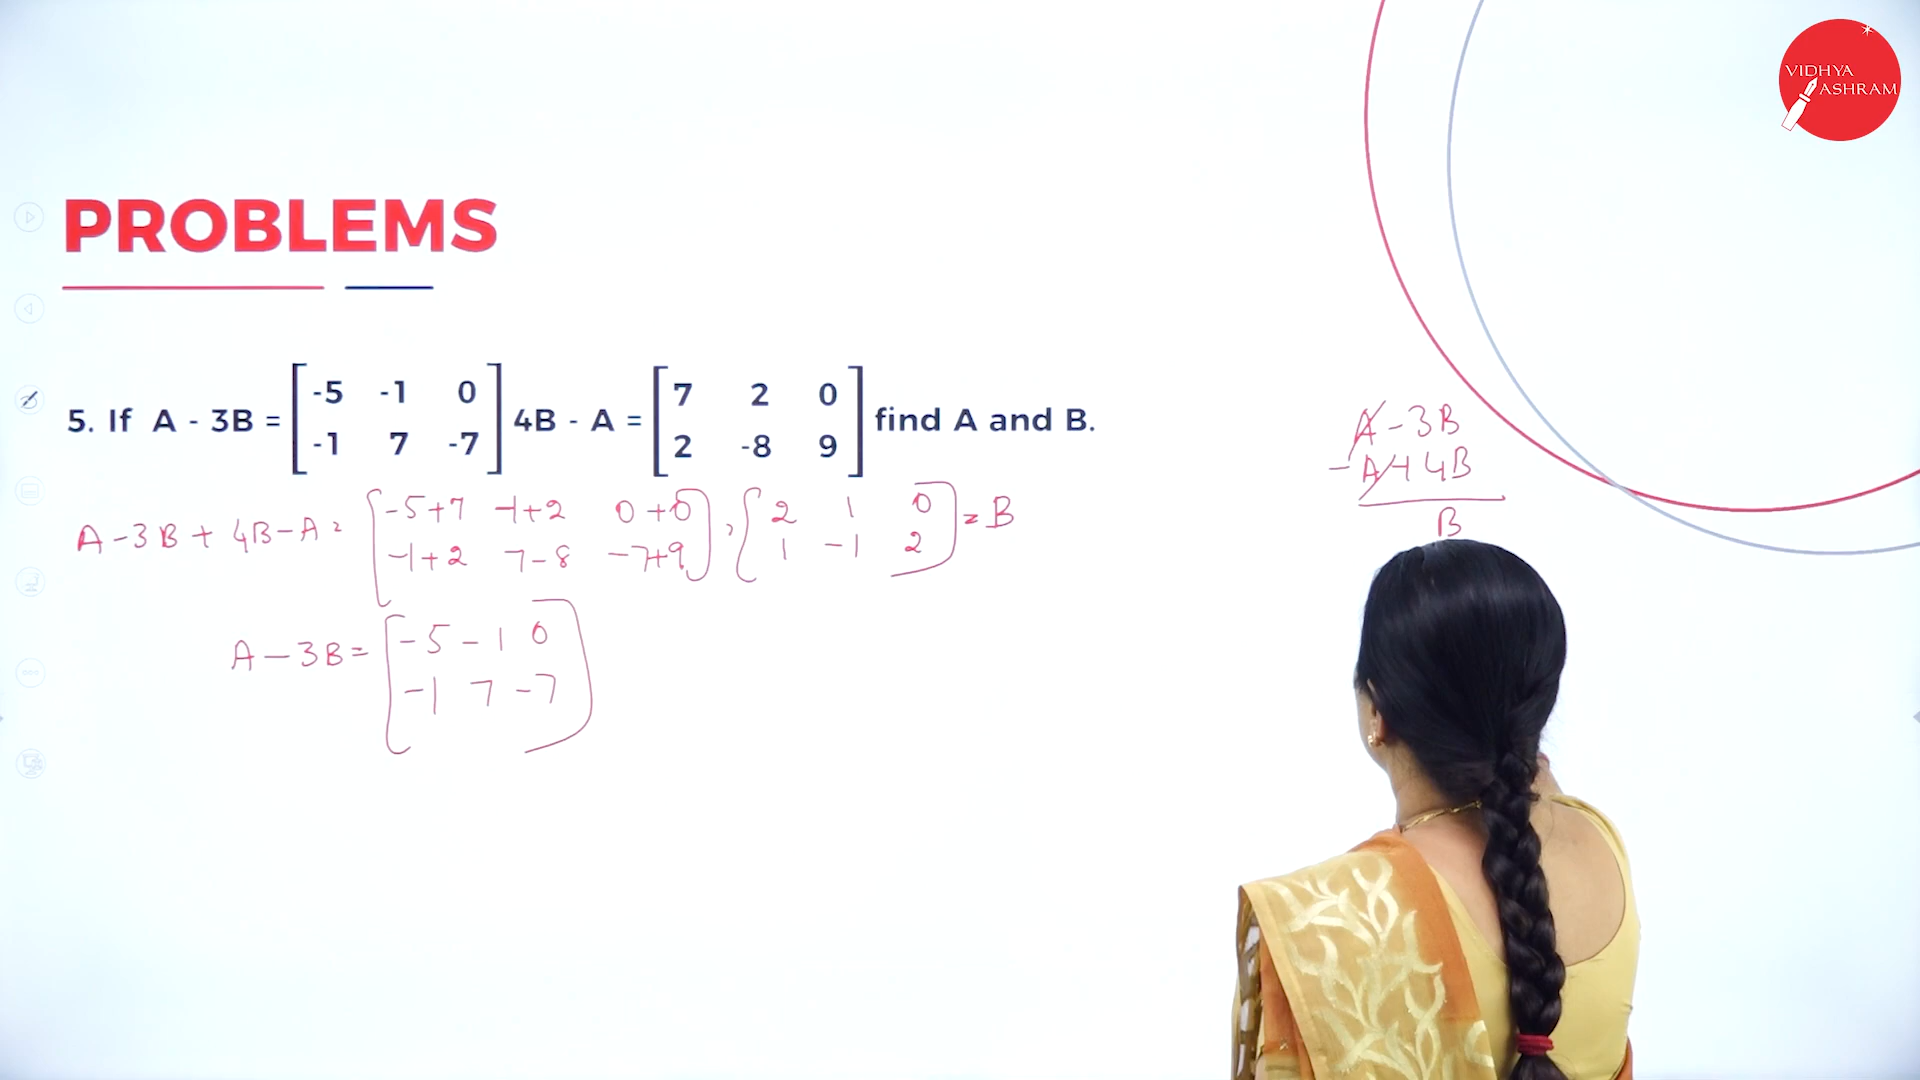 VIDHYA
ASHRAM
PROBLEMS
5. If A - 3B = [ -5 -1 0 ] 4B - A = [ 7 2 0 ] find A and B.
[ -1 7 -7 ] [ 2 -8 9 ]
A - 3B
- A + 4B
B
A - 3B + 4B - A = [ -5+7 -1+2 0+0 ] , [ 2 1 0 ] = B
[ -1+2 7-8 -7+9 ] [ 1 -1 2 ]
A - 3B = [ -5 -1 0 ]
[ -1 7 -7 ]